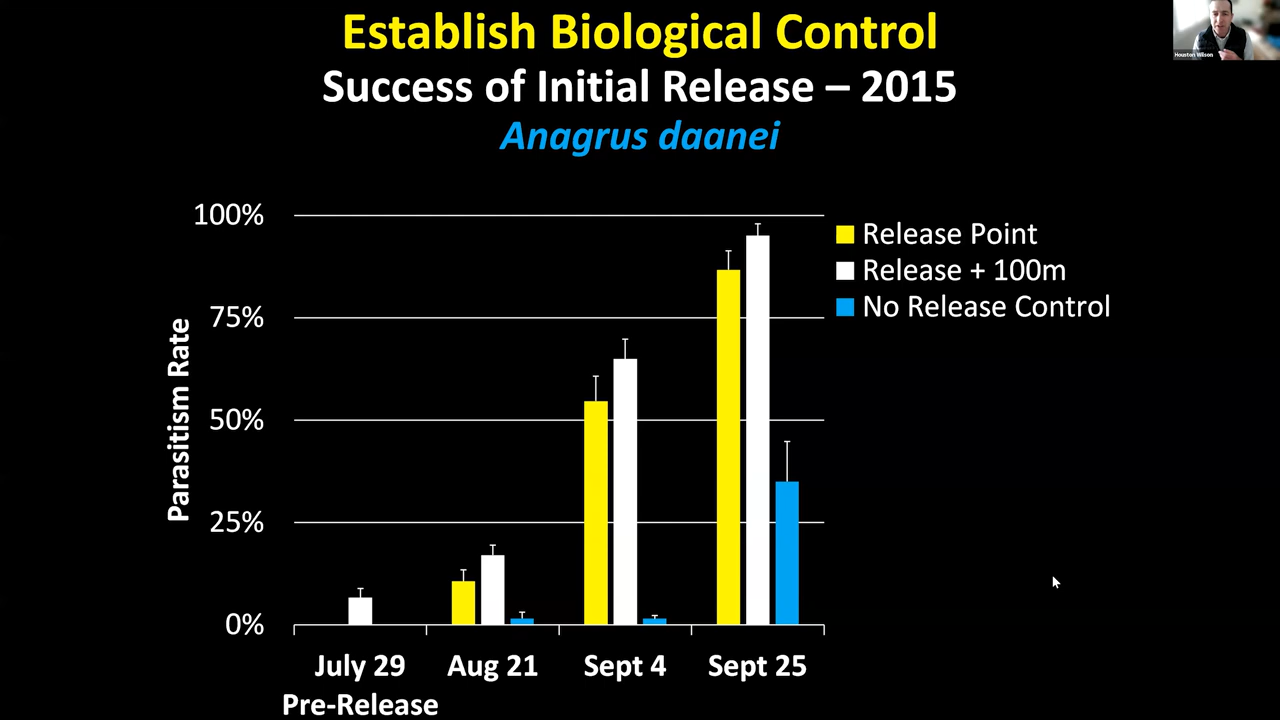 Establish Biological Control
Success of Initial Release – 2015
Anagrus daanei
Houston Wilson
100%
75%
50%
25%
0%
Parasitism Rate
Release Point
Release + 100m
No Release Control
July 29
Aug 21
Sept 4
Sept 25
Pre-Release